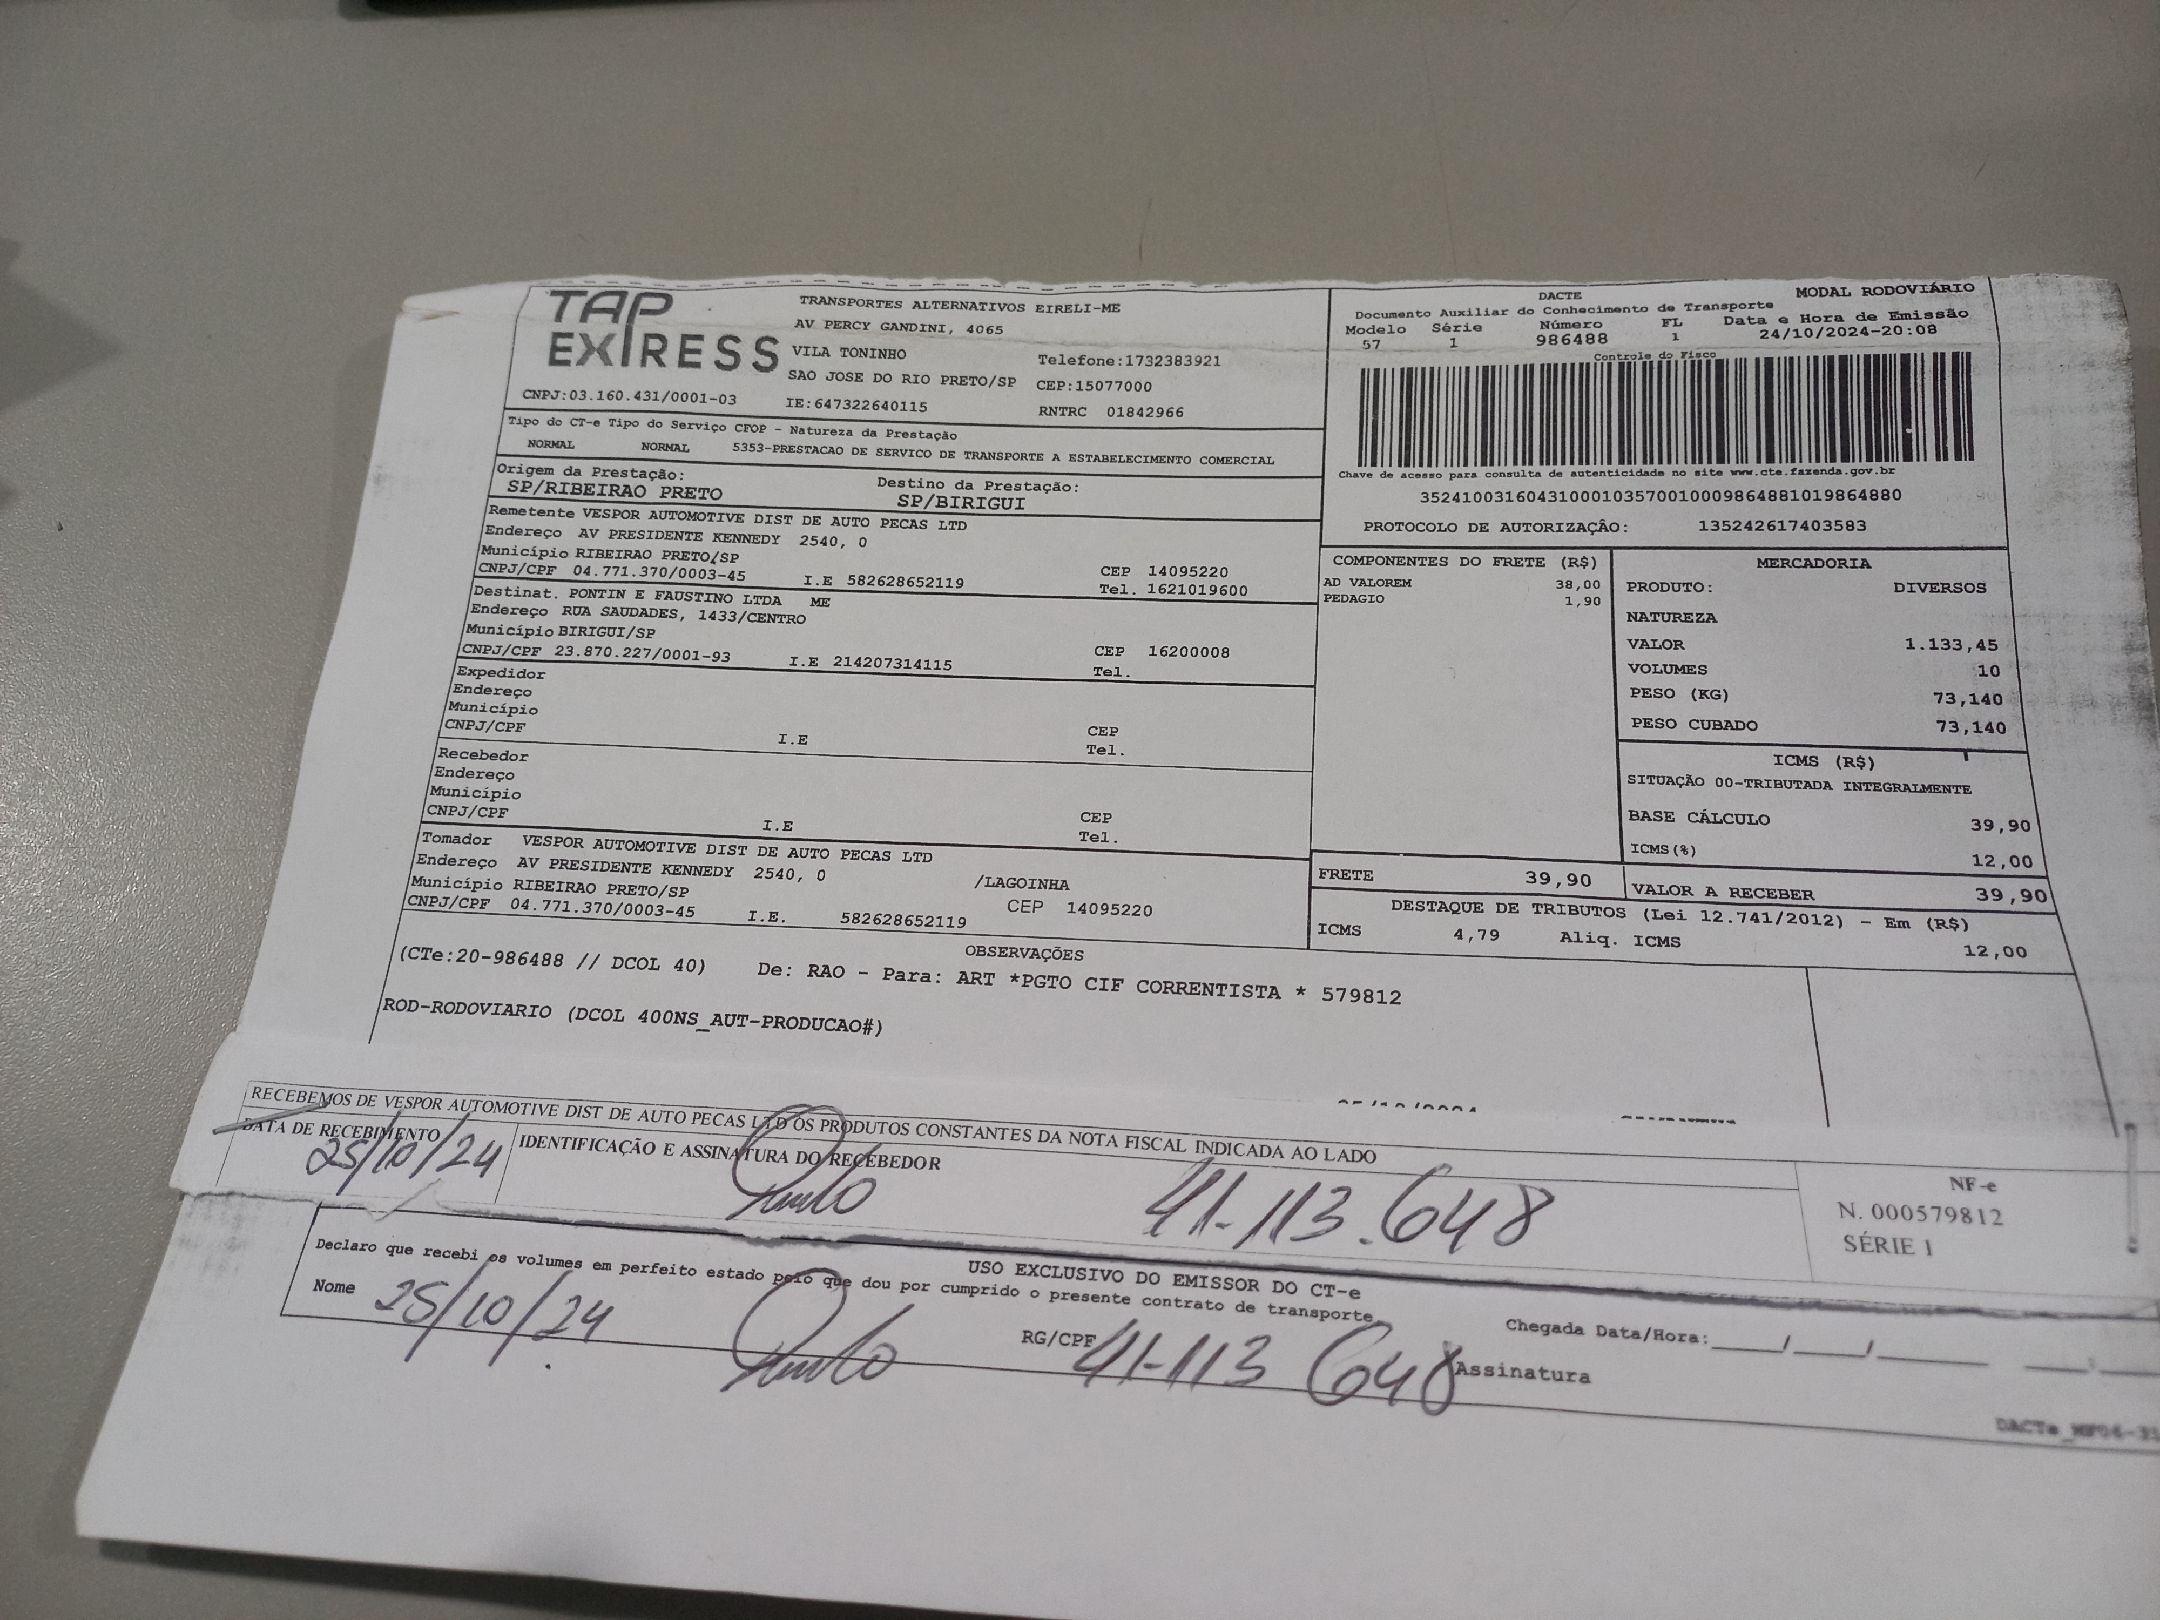 TAP EXPRESS
TRANSPORTES ALTERNATIVOS EIRELI-ME
AV PERCY GANDINI, 4065
VILA TONINHO Telefone:1732383921
SAO JOSE DO RIO PRETO/SP CEP:15077000
CNPJ:03.160.431/0001-03 IE:647322640115 RNTRC 01842966
DACTE MODAL RODOVIÁRIO
Documento Auxiliar do Conhecimento de Transporte
Modelo Série Número FL Data e Hora de Emissão
57 1 986488 1 24/10/2024-20:08
Controle do Fisco
Chave de acesso para consulta de autenticidade no site www.cte.fazenda.gov.br
35241003160431000103570010009864881019864880
PROTOCOLO DE AUTORIZAÇÃO: 135242617403583
Tipo do CT-e Tipo do Serviço CFOP - Natureza da Prestação
NORMAL NORMAL 5353-PRESTACAO DE SERVICO DE TRANSPORTE A ESTABELECIMENTO COMERCIAL
Origem da Prestação: Destino da Prestação:
SP/RIBEIRAO PRETO SP/BIRIGUI
Remetente VESPOR AUTOMOTIVE DIST DE AUTO PECAS LTD
Endereço AV PRESIDENTE KENNEDY 2540, 0
Município RIBEIRAO PRETO/SP CEP 14095220
CNPJ/CPF 04.771.370/0003-45 I.E 582628652119 Tel. 1621019600
Destinat. PONTIN E FAUSTINO LTDA ME
Endereço RUA SAUDADES, 1433/CENTRO
Município BIRIGUI/SP CEP 16200008
CNPJ/CPF 23.870.227/0001-93 I.E 214207314115 Tel.
Expedidor
Endereço
Município CEP
CNPJ/CPF I.E Tel.
Recebedor
Endereço
Município CEP
CNPJ/CPF I.E Tel.
Tomador VESPOR AUTOMOTIVE DIST DE AUTO PECAS LTD
Endereço AV PRESIDENTE KENNEDY 2540, 0 /LAGOINHA
Município RIBEIRAO PRETO/SP CEP 14095220
CNPJ/CPF 04.771.370/0003-45 I.E. 582628652119
COMPONENTES DO FRETE (R$)
AD VALOREM 38,00
PEDAGIO 1,90
MERCADORIA
PRODUTO: DIVERSOS
NATUREZA
VALOR 1.133,45
VOLUMES 10
PESO (KG) 73,140
PESO CUBADO 73,140
ICMS (R$)
SITUAÇÃO 00-TRIBUTADA INTEGRALMENTE
BASE CÁLCULO 39,90
ICMS(%) 12,00
FRETE 39,90 VALOR A RECEBER 39,90
DESTAQUE DE TRIBUTOS (Lei 12.741/2012) - Em (R$)
ICMS 4,79 Aliq. ICMS 12,00
OBSERVAÇÕES
(CTe:20-986488 // DCOL 40) De: RAO - Para: ART *PGTO CIF CORRENTISTA * 579812
ROD-RODOVIARIO (DCOL 400NS_AUT-PRODUCAO#)
RECEBEMOS DE VESPOR AUTOMOTIVE DIST DE AUTO PECAS LTD OS PRODUTOS CONSTANTES DA NOTA FISCAL INDICADA AO LADO
DATA DE RECEBIMENTO IDENTIFICAÇÃO E ASSINATURA DO RECEBEDOR
25/10/24 Paulo 41-113.648
NF-e
N. 000579812
SÉRIE 1
USO EXCLUSIVO DO EMISSOR DO CT-e
Declaro que recebi os volumes em perfeito estado pelo que dou por cumprido o presente contrato de transporte.
Nome 25/10/24 Paulo RG/CPF 41-113 648 Assinatura
Chegada Data/Hora:____/____/______